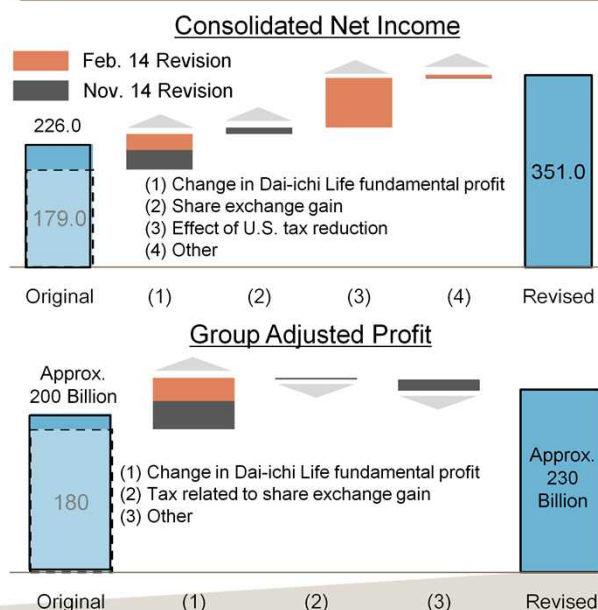 Consolidated Net Income
Feb. 14 Revision
Nov. 14 Revision
226.0
179.0
(1) Change in Dai-ichi Life fundamental profit
(2) Share exchange gain
(3) Effect of U.S. tax reduction
(4) Other
351.0
Original (1) (2) (3) (4) Revised
Group Adjusted Profit
Approx.
200 Billion
180
(1) Change in Dai-ichi Life fundamental profit
(2) Tax related to share exchange gain
(3) Other
Approx.
230
Billion
Original (1) (2) (3) Revised